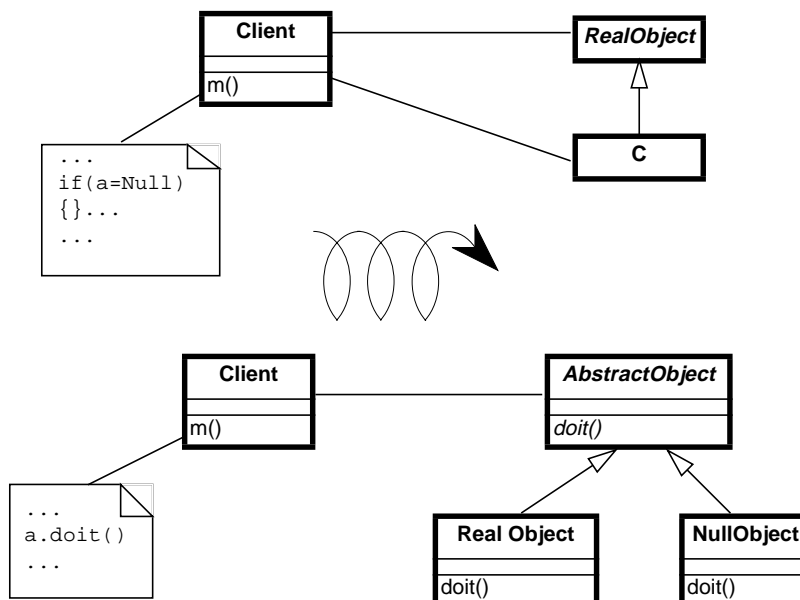 Client
RealObject
m()
C
...
if(a=Null)
{}...
...
Client
AbstractObject
m()
doit()
...
a.doit()
...
Real Object
NullObject
doit()
doit()